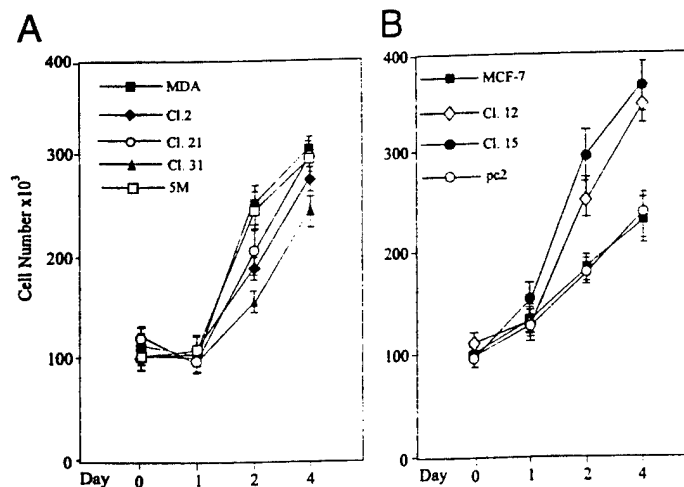 A
400
300
200
100
0
Cell Number x10³
MDA
Cl.2
Cl. 21
Cl. 31
5M
Day 0 1 2 4
B
400
300
200
100
0
MCF-7
Cl. 12
Cl. 15
pc2
Day 0 1 2 4